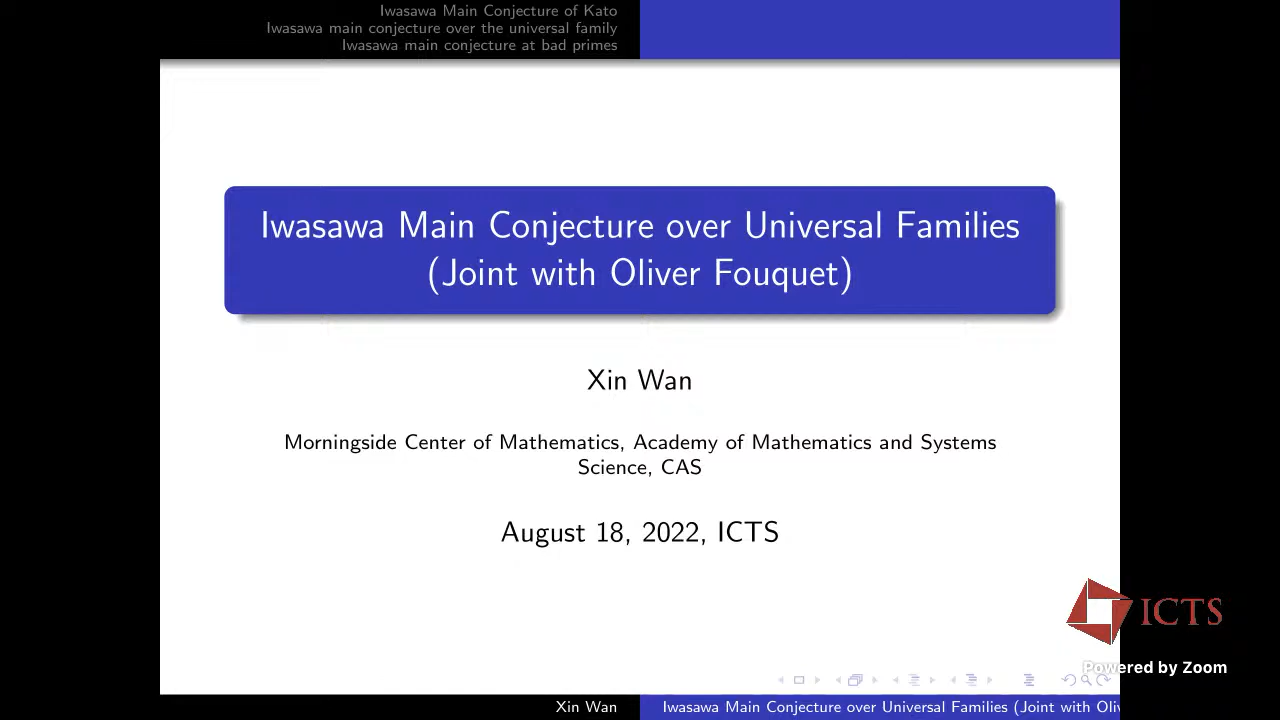 Iwasawa Main Conjecture of Kato
Iwasawa main conjecture over the universal family
Iwasawa main conjecture at bad primes
Iwasawa Main Conjecture over Universal Families
(Joint with Oliver Fouquet)
Xin Wan
Morningside Center of Mathematics, Academy of Mathematics and Systems
Science, CAS
August 18, 2022, ICTS
ICTS
Powered by Zoom
Xin Wan
Iwasawa Main Conjecture over Universal Families (Joint with Oliv